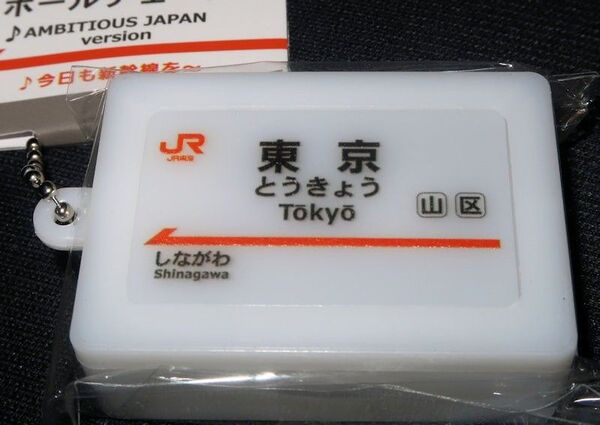 ♪AMBITIOUS JAPAN
version
♪今日も新幹線を～
JR
JR東海
東京
とうきょう
Tōkyō
山 区
しながわ
Shinagawa